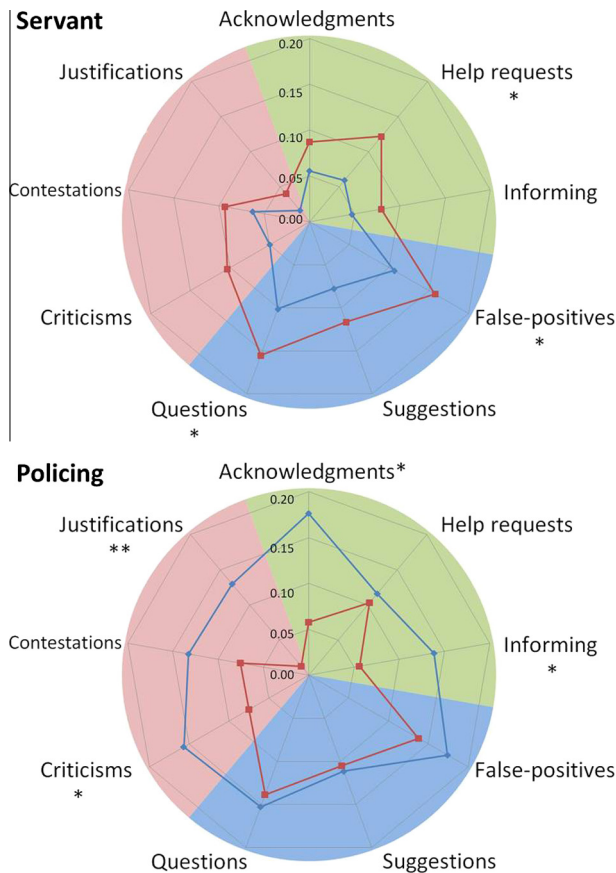 Servant
Acknowledgments
0.20
Justifications
Help requests
*
0.15
0.10
Contestations
0.05
Informing
0.00
Criticisms
False-positives
*
Questions
*
Suggestions
Policing
Acknowledgments*
0.20
Justifications
**
Help requests
0.15
0.10
Contestations
0.05
Informing
*
0.00
Criticisms
*
False-positives
Questions
Suggestions